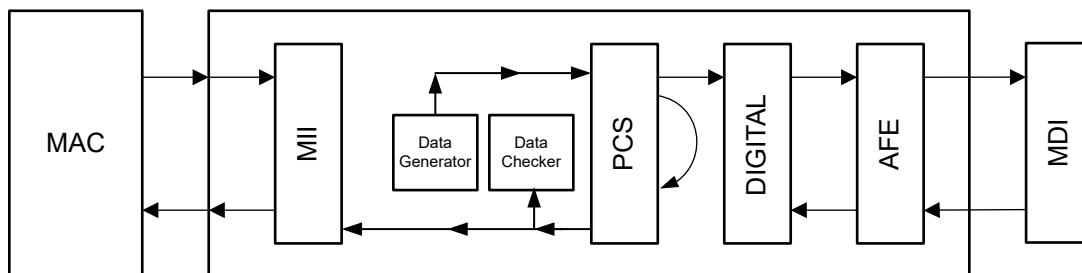 MAC
MII
Data
Generator
Data
Checker
PCS
DIGITAL
AFE
MDI